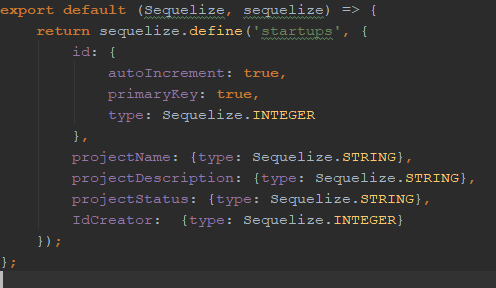 export default (Sequelize, sequelize) => {
    return sequelize.define('startups', {
        id: {
            autoIncrement: true,
            primaryKey: true,
            type: Sequelize.INTEGER
        },
        projectName: {type: Sequelize.STRING},
        projectDescription: {type: Sequelize.STRING},
        projectStatus: {type: Sequelize.STRING},
        IdCreator:  {type: Sequelize.INTEGER}
    });
};